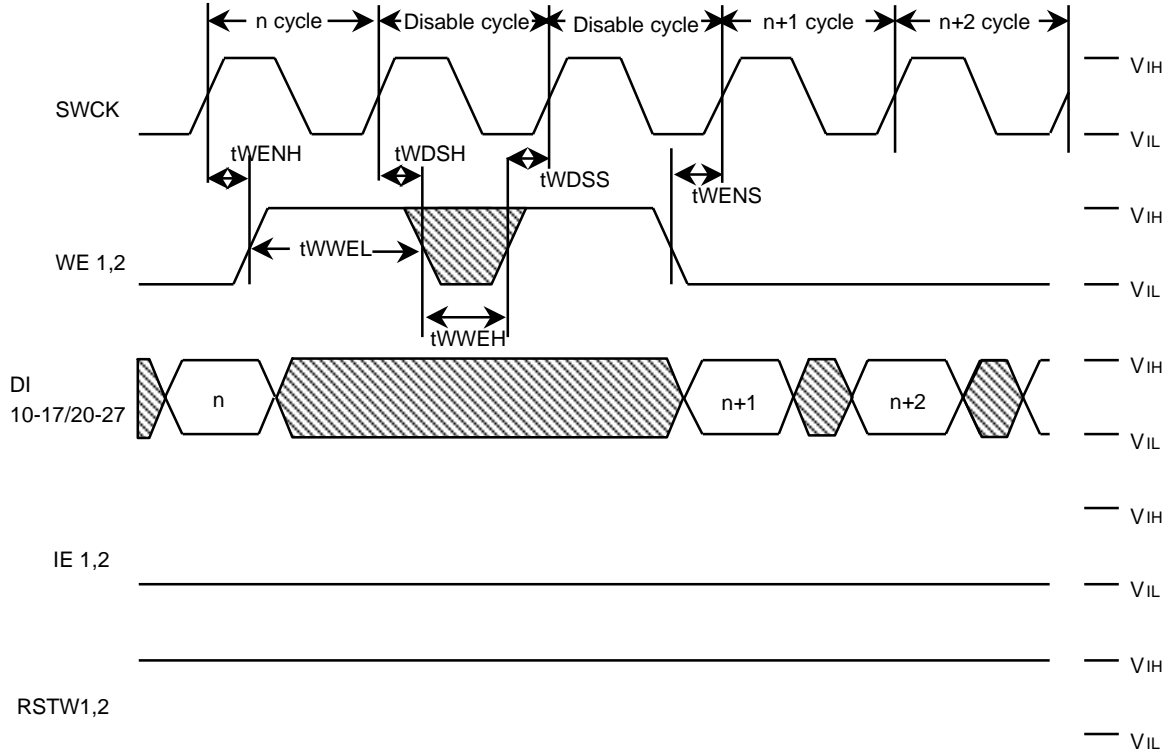 n cycle
Disable cycle
Disable cycle
n+1 cycle
n+2 cycle
VIH
SWCK
VIL
tWENH
tWDSH
tWDSS
tWENS
VIH
tWWEL
WE 1,2
VIL
tWWEH
VIH
DI
10-17/20-27
n
n+1
n+2
VIL
VIH
IE 1,2
VIL
VIH
RSTW1,2
VIL